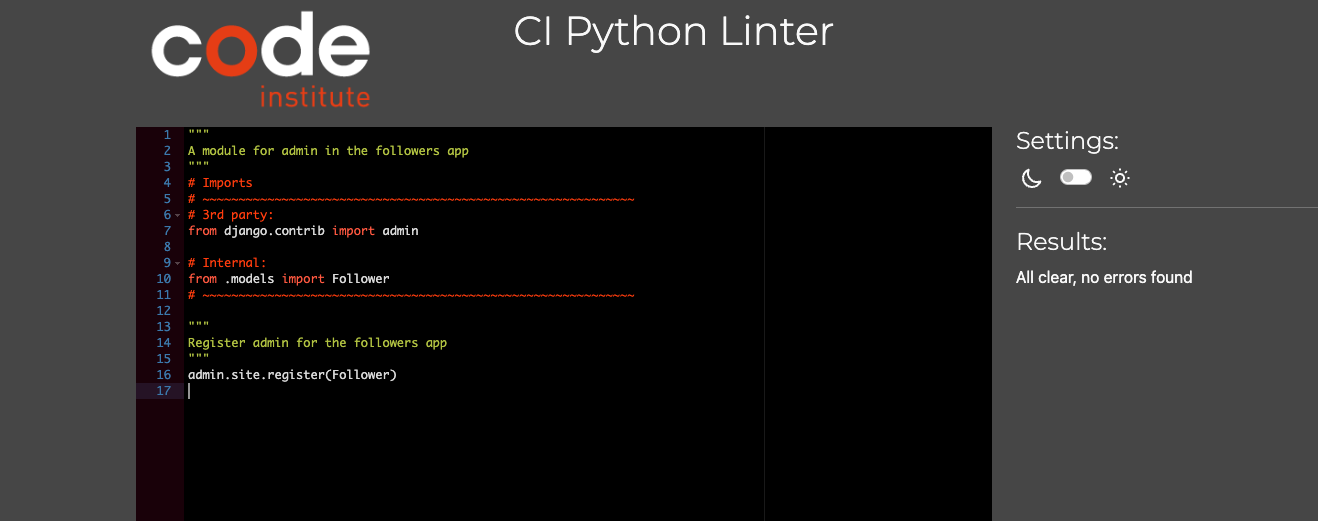 code
institute
CI Python Linter
1 """
2 A module for admin in the followers app
3 """
4 # Imports
5 # ~~~~~~~~~~~~~~~~~~~~~~~~~~~~~~~~~~~~~~~~~~~~~~~~~~~~~~~~~~~~
6 # 3rd party:
7 from django.contrib import admin
8
9 # Internal:
10 from .models import Follower
11 # ~~~~~~~~~~~~~~~~~~~~~~~~~~~~~~~~~~~~~~~~~~~~~~~~~~~~~~~~~~~~
12
13 """
14 Register admin for the followers app
15 """
16 admin.site.register(Follower)
17
Settings:
Results:
All clear, no errors found